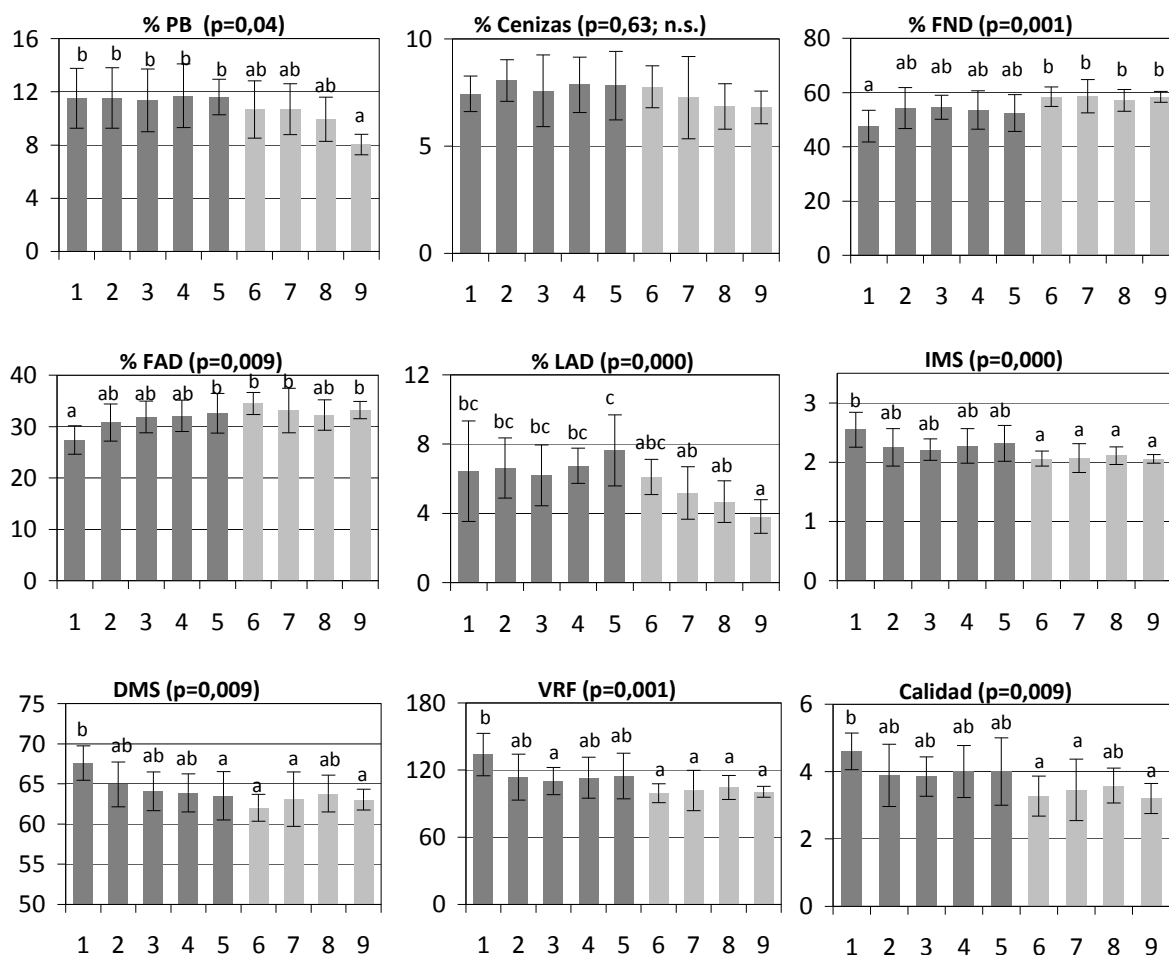 % PB (p=0,04)
16
12
8
4
0
b b b b b ab ab ab a
1 2 3 4 5 6 7 8 9
% Cenizas (p=0,63; n.s.)
10
5
0
1 2 3 4 5 6 7 8 9
% FND (p=0,001)
80
60
40
20
0
a ab ab ab ab b b b b
1 2 3 4 5 6 7 8 9
% FAD (p=0,009)
40
30
20
10
0
a ab ab ab b b b ab b
1 2 3 4 5 6 7 8 9
% LAD (p=0,000)
12
8
4
0
bc bc bc bc c abc ab ab a
1 2 3 4 5 6 7 8 9
IMS (p=0,000)
3
2
1
0
b ab ab ab ab a a a a
1 2 3 4 5 6 7 8 9
DMS (p=0,009)
75
70
65
60
55
50
b ab ab ab a a ab ab a
1 2 3 4 5 6 7 8 9
VRF (p=0,001)
180
120
60
0
b ab a ab ab a a a a
1 2 3 4 5 6 7 8 9
Calidad (p=0,009)
6
4
2
0
b ab ab ab ab a a ab a
1 2 3 4 5 6 7 8 9